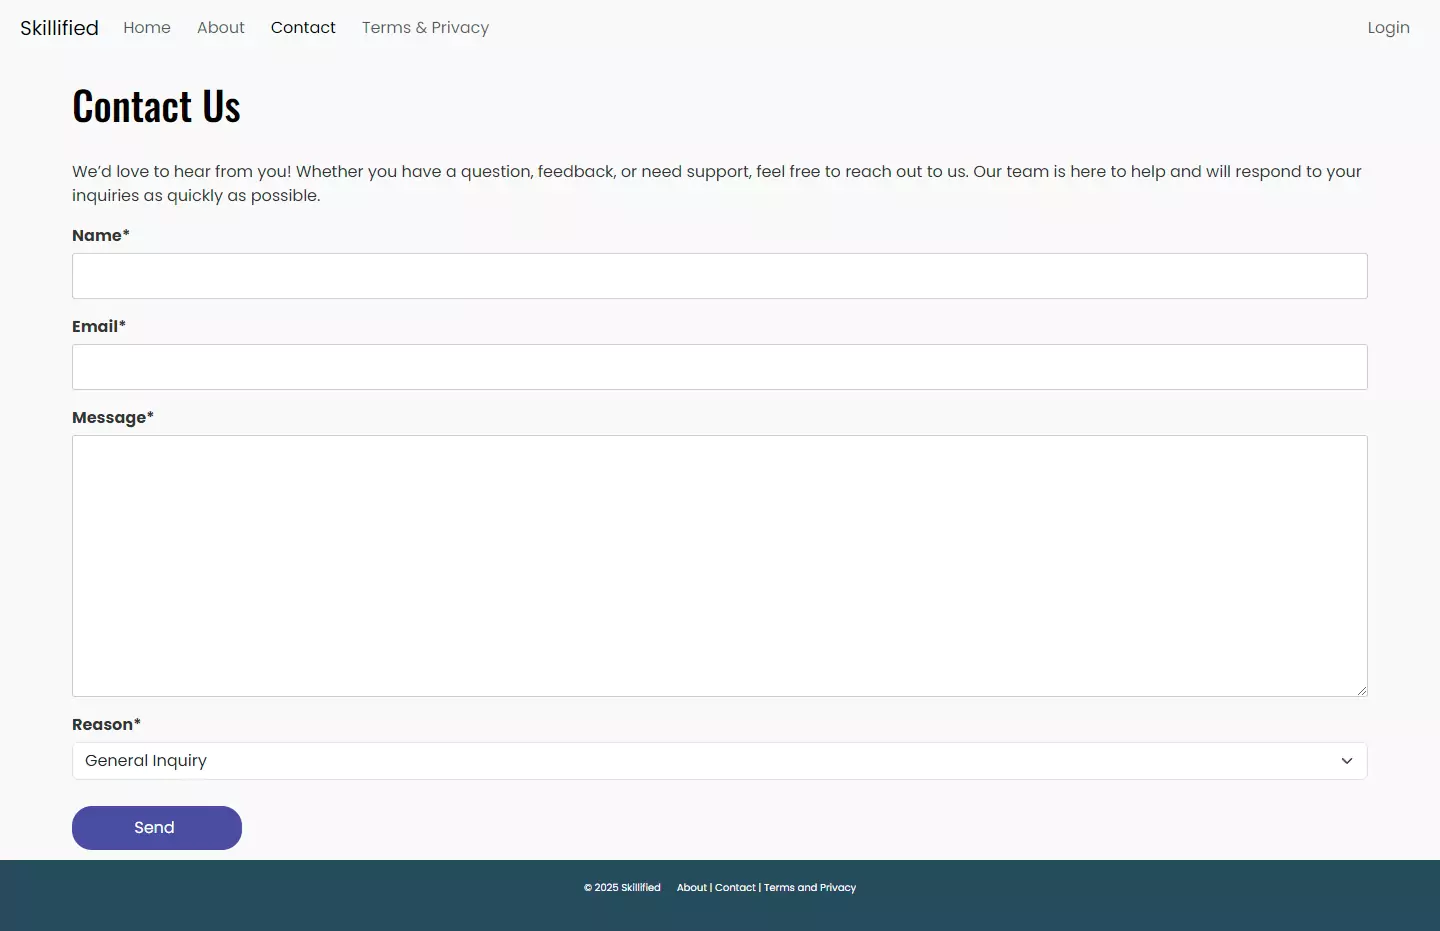 Skillified Home About Contact Terms & Privacy Login
Contact Us
We’d love to hear from you! Whether you have a question, feedback, or need support, feel free to reach out to us. Our team is here to help and will respond to your
inquiries as quickly as possible.
Name*
Email*
Message*
Reason*
General Inquiry
Send
© 2025 Skillified About | Contact | Terms and Privacy